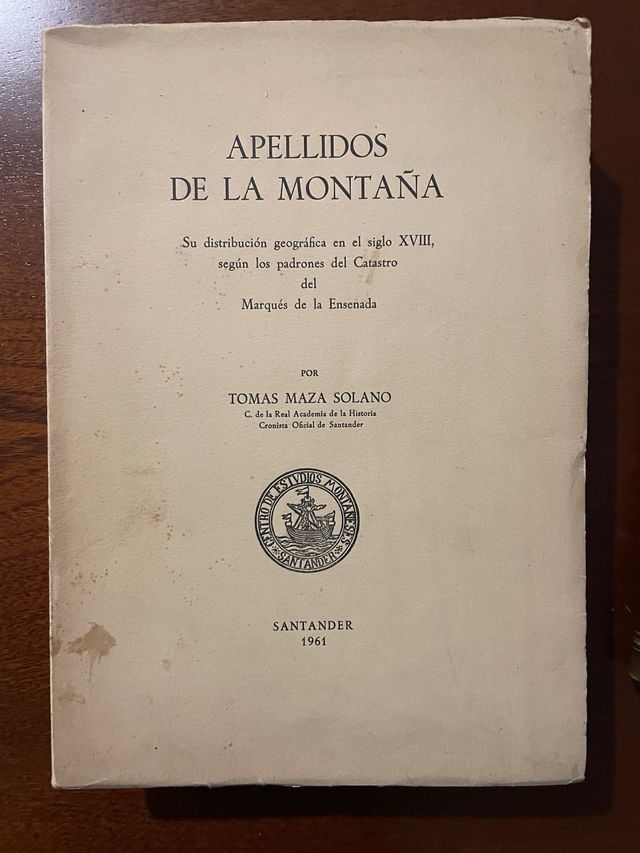 APELLIDOS
DE LA MONTAÑA
Su distribución geográfica en el siglo XVIII,
según los padrones del Catastro
del
Marqués de la Ensenada
POR
TOMAS MAZA SOLANO
C. de la Real Academia de la Historia
Cronista Oficial de Santander
CENTRO DE ESTVDIOS MONTAÑESES
SANTANDER
SANTANDER
1961